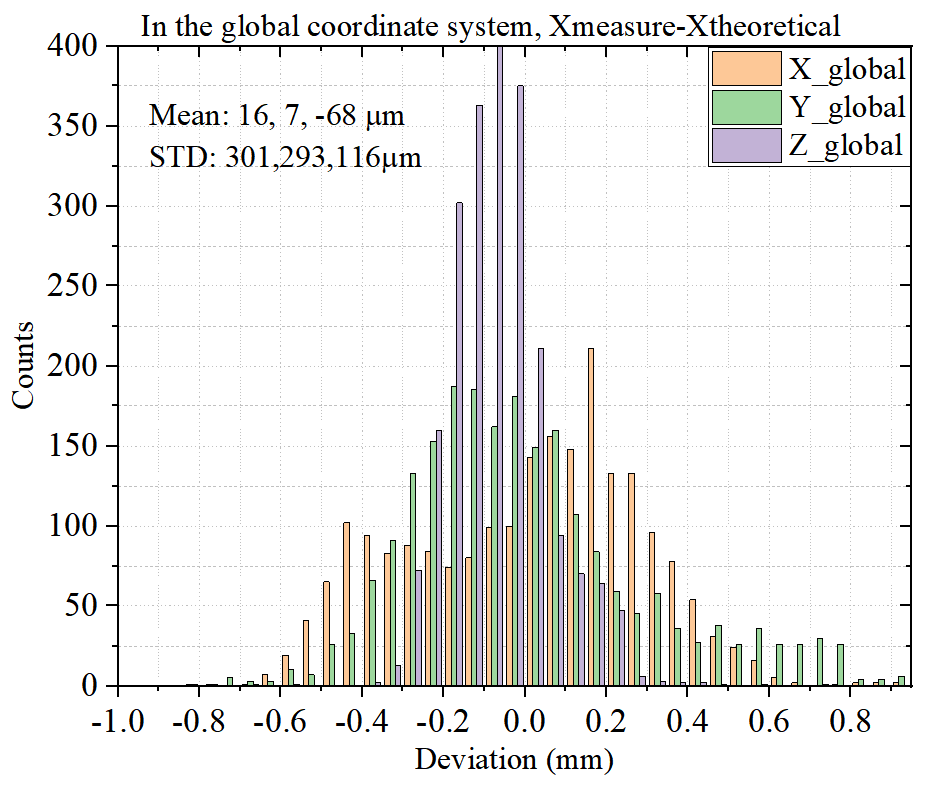 In the global coordinate system, Xmeasure-Xtheoretical
400
350
300
250
200
150
100
50
0
Counts
Mean: 16, 7, -68 μm
STD: 301,293,116μm
X_global
Y_global
Z_global
-1.0 -0.8 -0.6 -0.4 -0.2 0.0 0.2 0.4 0.6 0.8
Deviation (mm)